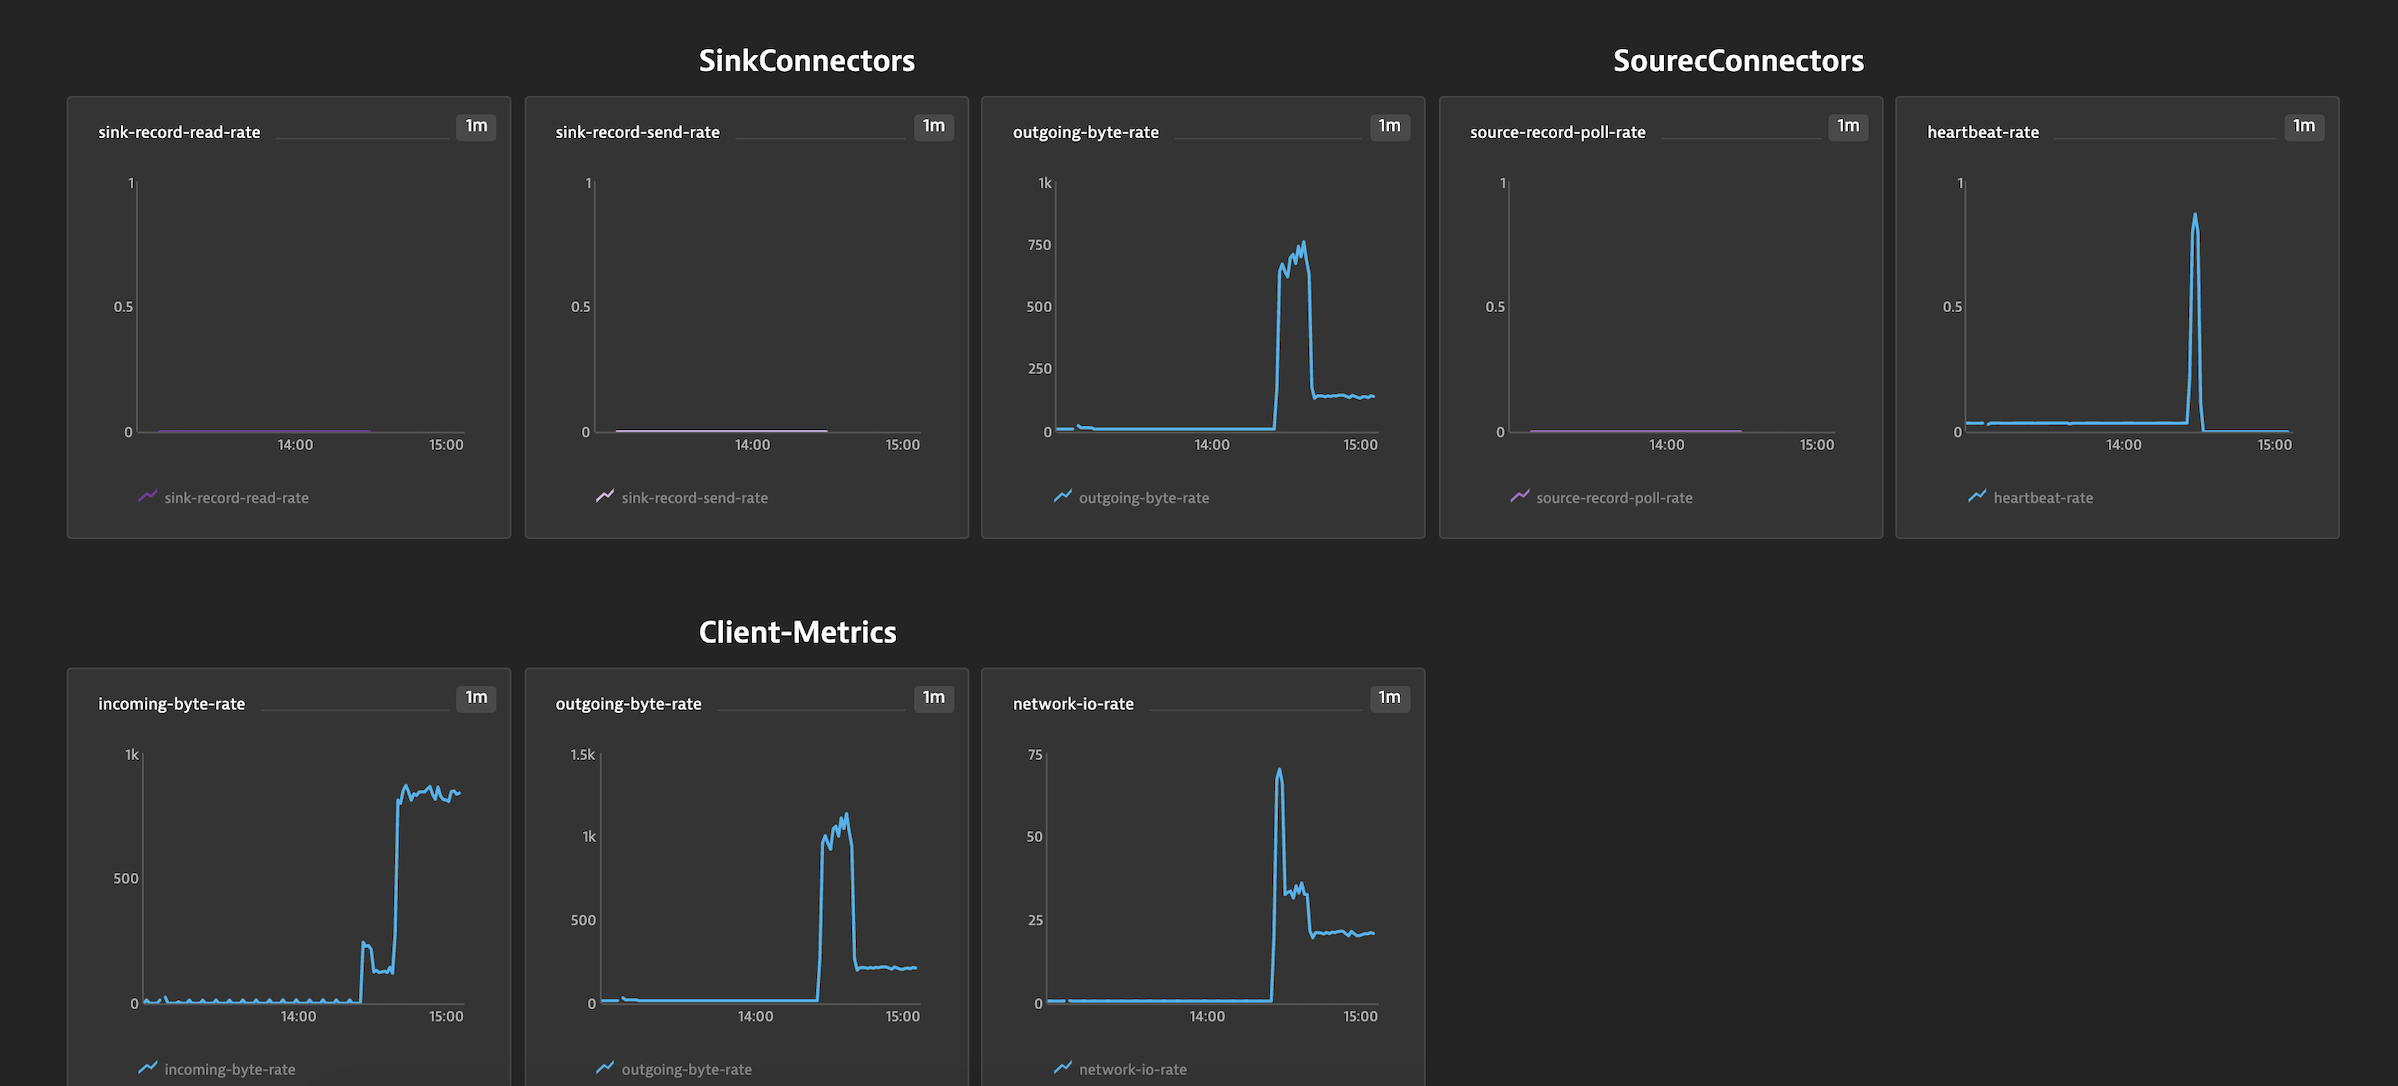 SinkConnectors
SourecConnectors
sink-record-read-rate 1m
1
0.5
0
14:00 15:00
sink-record-read-rate
sink-record-send-rate 1m
1
0.5
0
14:00 15:00
sink-record-send-rate
outgoing-byte-rate 1m
1k
750
500
250
0
14:00 15:00
outgoing-byte-rate
source-record-poll-rate 1m
1
0.5
0
14:00 15:00
source-record-poll-rate
heartbeat-rate 1m
1
0.5
0
14:00 15:00
heartbeat-rate
Client-Metrics
incoming-byte-rate 1m
1k
500
0
14:00 15:00
incoming-byte-rate
outgoing-byte-rate 1m
1.5k
1k
500
0
14:00 15:00
outgoing-byte-rate
network-io-rate 1m
75
50
25
0
14:00 15:00
network-io-rate